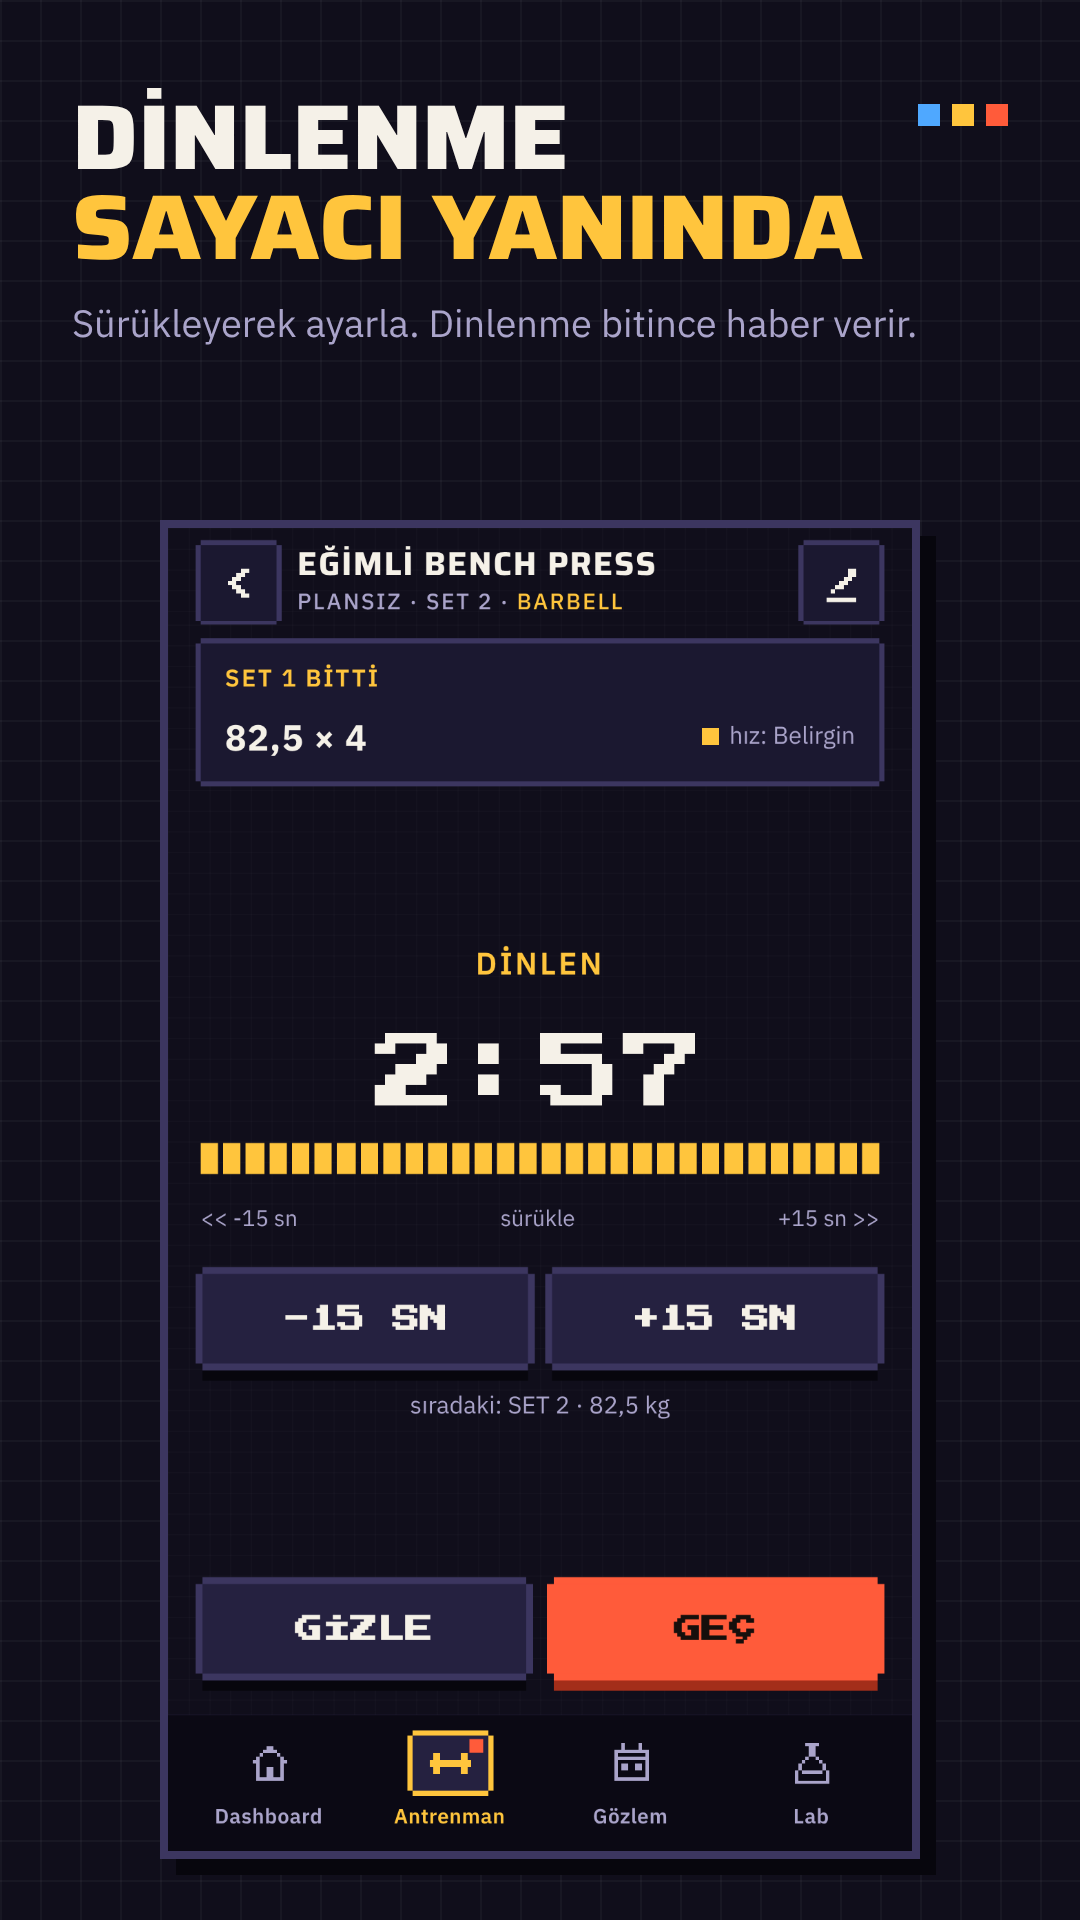 DİNLENME
SAYACI YANINDA
Sürükleyerek ayarla. Dinlenme bitince haber verir.
EĞİMLİ BENCH PRESS
PLANSIZ · SET 2 · BARBELL
SET 1 BİTTİ
82,5 × 4
hız: Belirgin
DİNLEN
2:57
<< -15 sn
sürükle
+15 sn >>
-15 SN
+15 SN
sıradaki: SET 2 · 82,5 kg
GİZLE
GEÇ
Dashboard
Antrenman
Gözlem
Lab